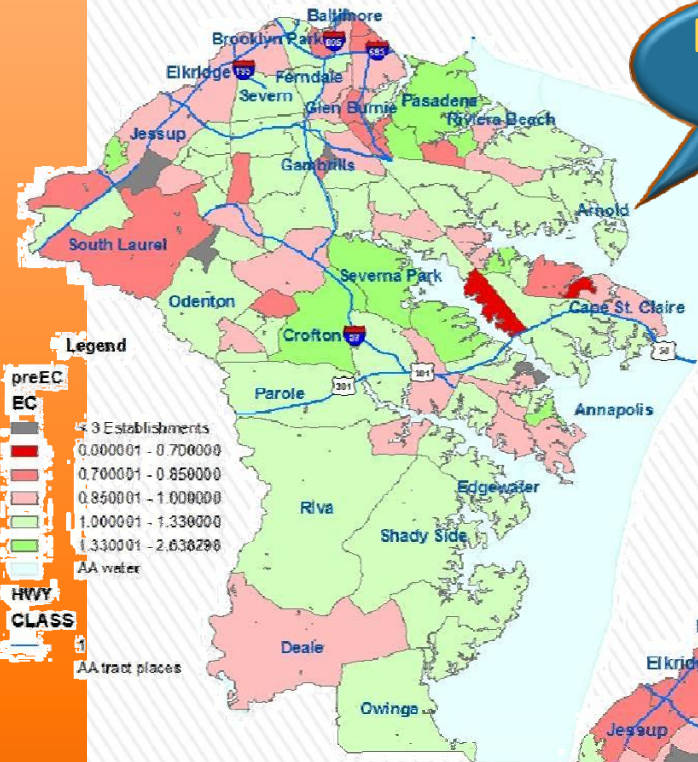 Baltimore
Brooklyn Park
895
695
Elkridge
Ferndale
Severn
Glen Burnie
Pasadena
Riviera Beach
Jessup
Gambrills
Arnold
South Laurel
Severna Park
Odenton
Cape St. Claire
Crofton
97
50
Legend
301
301
preEC
Parole
EC
Annapolis
< 3 Establishments
0.000001 - 0.700000
0.700001 - 0.850000
0.850001 - 1.000000
Edgewater
1.000001 - 1.330000
Riva
Shady Side
1.330001 - 2.638298
AA water
HWY
CLASS
1
Deale
AA tract places
Elkrid
Owings
Jessup